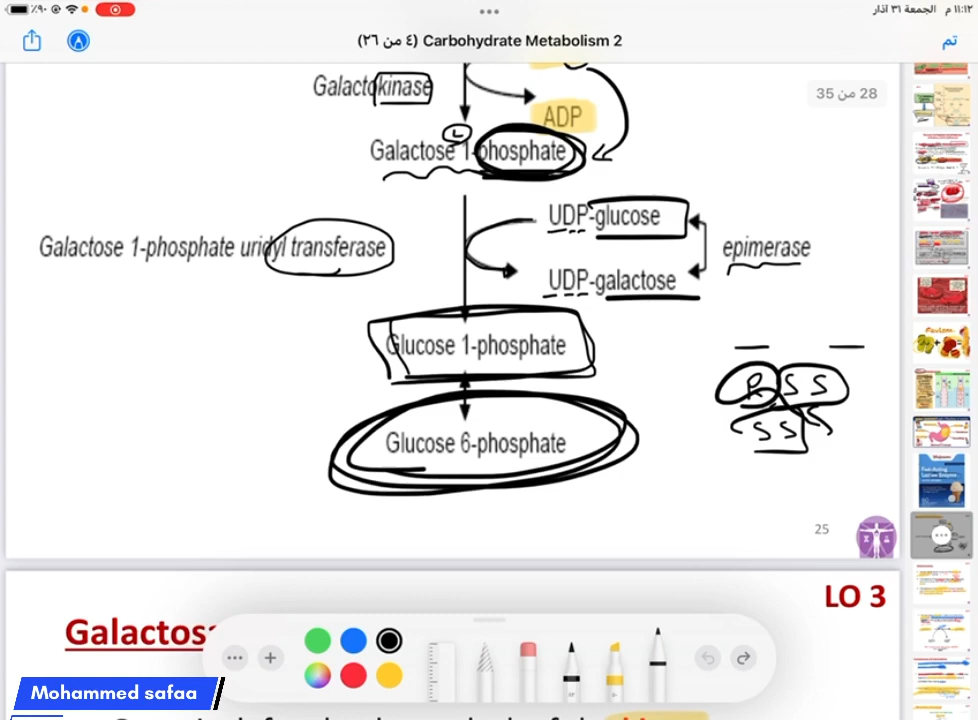 ٪٩٠
١١:١٢ م الجمعة ٣١ آذار
Carbohydrate Metabolism 2 (٤ من ٢٦)
تم
28 من 35
Galactokinase
ADP
Galactose 1-phosphate
UDP-glucose
Galactose 1-phosphate uridyl transferase
epimerase
UDP-galactose
Glucose 1-phosphate
R S S
S S
Glucose 6-phosphate
25
LO 3
Mohammed safaa